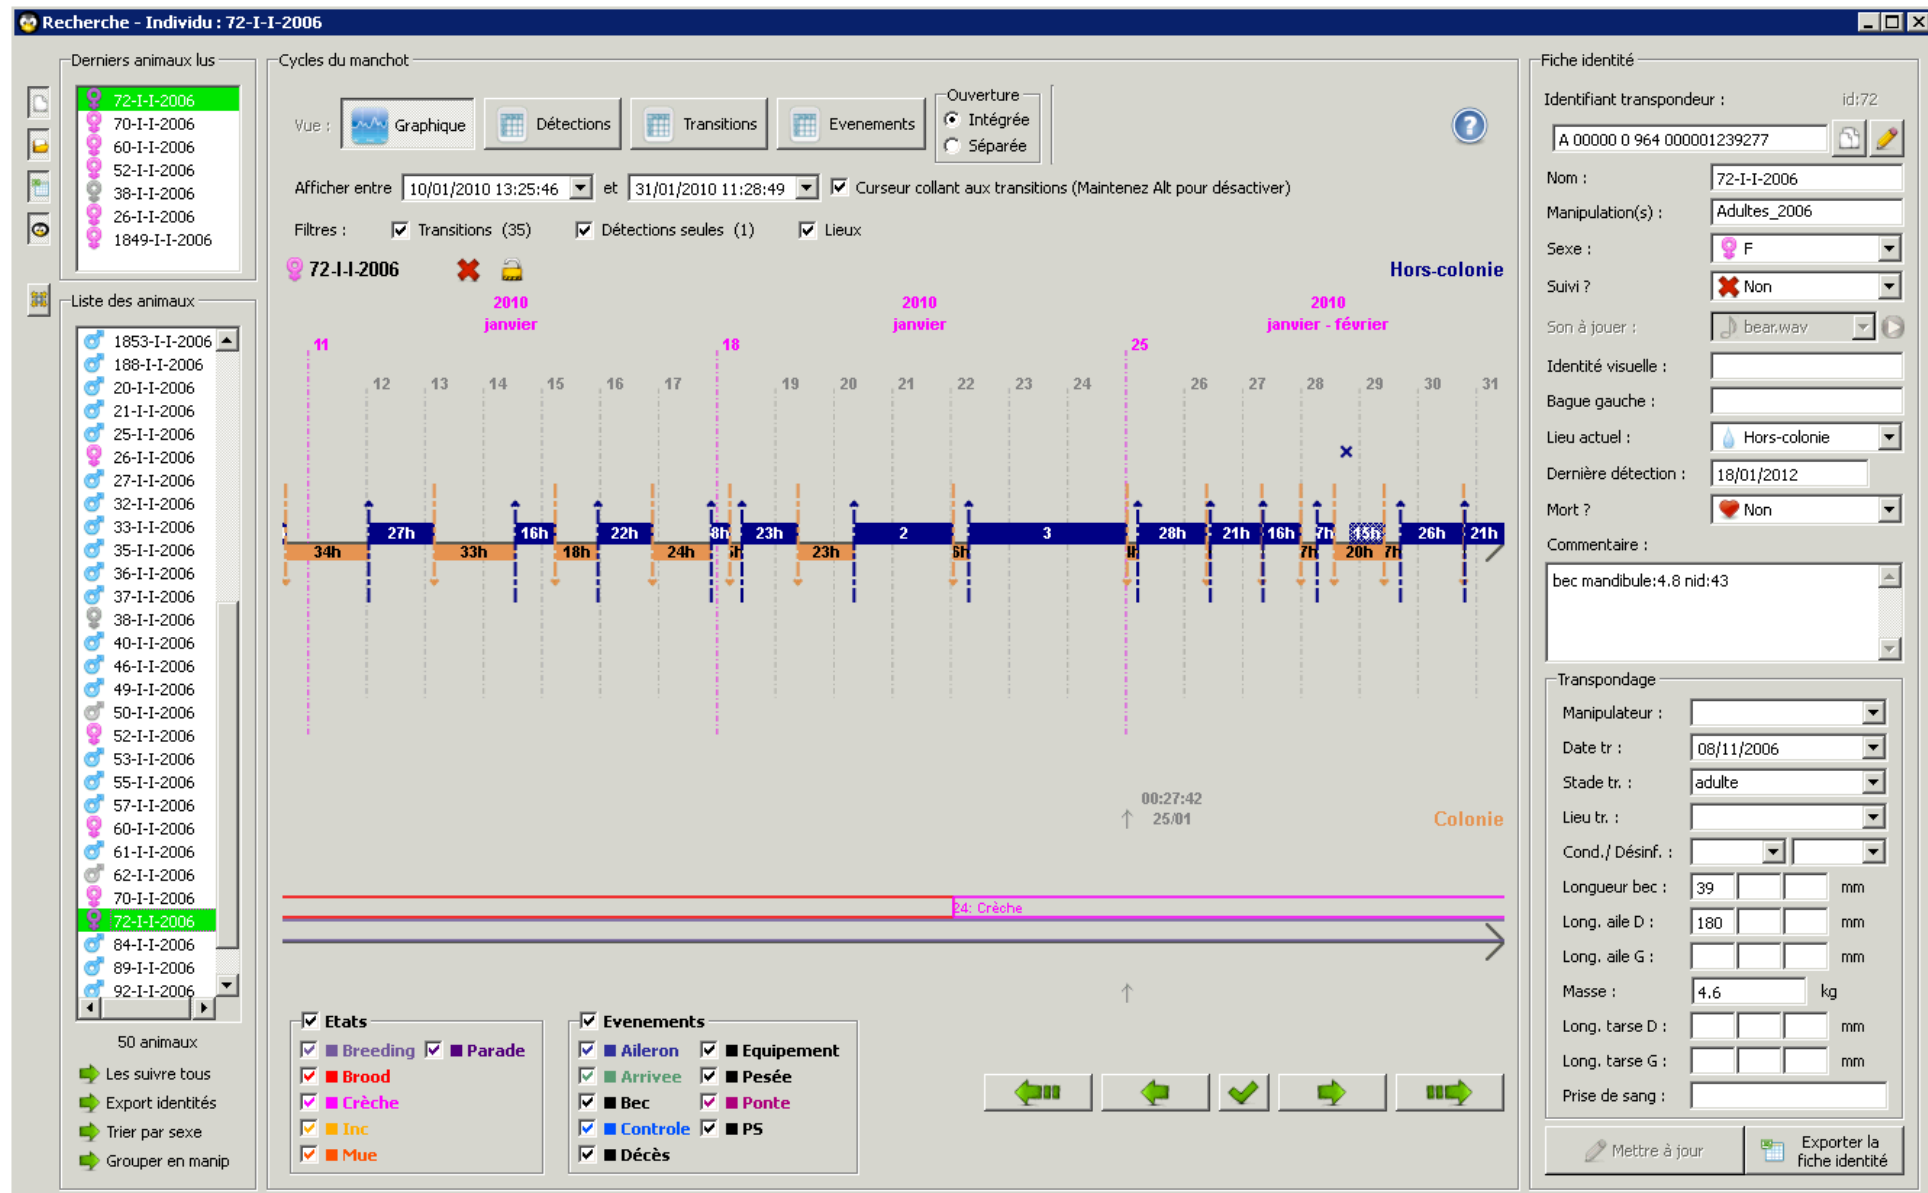 Recherche - Individu : 72-I-I-2006
Derniers animaux lus
72-I-I-2006
70-I-I-2006
60-I-I-2006
52-I-I-2006
38-I-I-2006
26-I-I-2006
1849-I-I-2006
Liste des animaux
1853-I-I-2006
188-I-I-2006
20-I-I-2006
21-I-I-2006
25-I-I-2006
26-I-I-2006
27-I-I-2006
32-I-I-2006
33-I-I-2006
35-I-I-2006
36-I-I-2006
37-I-I-2006
38-I-I-2006
40-I-I-2006
46-I-I-2006
49-I-I-2006
50-I-I-2006
52-I-I-2006
53-I-I-2006
55-I-I-2006
57-I-I-2006
60-I-I-2006
61-I-I-2006
62-I-I-2006
70-I-I-2006
72-I-I-2006
84-I-I-2006
89-I-I-2006
92-I-I-2006
50 animaux
Les suivre tous
Export identités
Trier par sexe
Grouper en manip
Cycles du manchot
Vue : Graphique Détections Transitions Evenements
Ouverture
Intégrée
Séparée
Afficher entre 10/01/2010 13:25:46 et 31/01/2010 11:28:49 Curseur collant aux transitions (Maintenez Alt pour désactiver)
Filtres : Transitions (35) Détections seules (1) Lieux
72-I-I-2006 Hors-colonie
2010 2010 2010
janvier janvier janvier - février
11 18 25
12 13 14 15 16 17 19 20 21 22 23 24 26 27 28 29 30 31
27h 16h 22h 8h 23h 2 3 28h 21h 16h 7h 15h 26h 21h
34h 33h 18h 24h 23h 6h 7h 20h 7h
00:27:42
25/01 Colonie
24: Crèche
Etats
Breeding Parade
Brood
Crèche
Inc
Mue
Evenements
Aileron Equipement
Arrivee Pesée
Bec Ponte
Controle PS
Décès
Fiche identité
Identifiant transpondeur : id:72
A 00000 0 964 000001239277
Nom : 72-I-I-2006
Manipulation(s) : Adultes_2006
Sexe : F
Suivi ? Non
Son à jouer : bear.wav
Identité visuelle :
Bague gauche :
Lieu actuel : Hors-colonie
Dernière détection : 18/01/2012
Mort ? Non
Commentaire :
bec mandibule:4.8 nid:43
Transpondage
Manipulateur :
Date tr : 08/11/2006
Stade tr. : adulte
Lieu tr. :
Cond./ Désinf. :
Longueur bec : 39 mm
Long. aile D : 180 mm
Long. aile G : mm
Masse : 4.6 kg
Long. tarse D : mm
Long. tarse G : mm
Prise de sang :
Mettre à jour
Exporter la
fiche identité